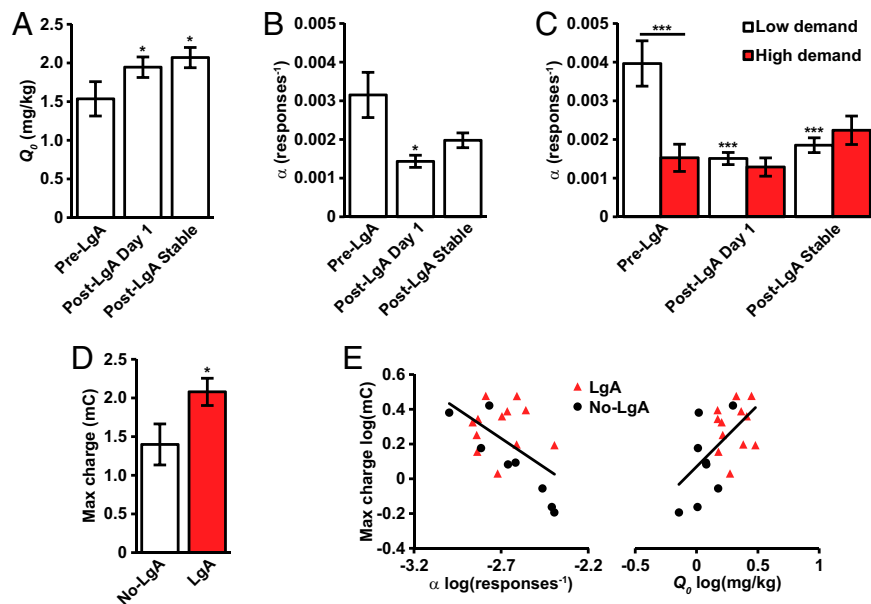 A
Q0 (mg/kg)
2.5
2.0
1.5
1.0
0.5
0
*
*
Pre-LgA
Post-LgA Day 1
Post-LgA Stable
B
α (responses-1)
0.005
0.004
0.003
0.002
0.001
0
*
Pre-LgA
Post-LgA Day 1
Post-LgA Stable
C
α (responses-1)
0.005
0.004
0.003
0.002
0.001
0
***
***
***
Low demand
High demand
Pre-LgA
Post-LgA Day 1
Post-LgA Stable
D
Max charge (mC)
2.5
2.0
1.5
1.0
0.5
0
*
No-LgA
LgA
E
Max charge log(mC)
0.6
0.4
0.2
0
-0.2
-0.4
LgA
No-LgA
-3.2 -2.7 -2.2
α log(responses-1)
-0.5 0 1
Q0 log(mg/kg)